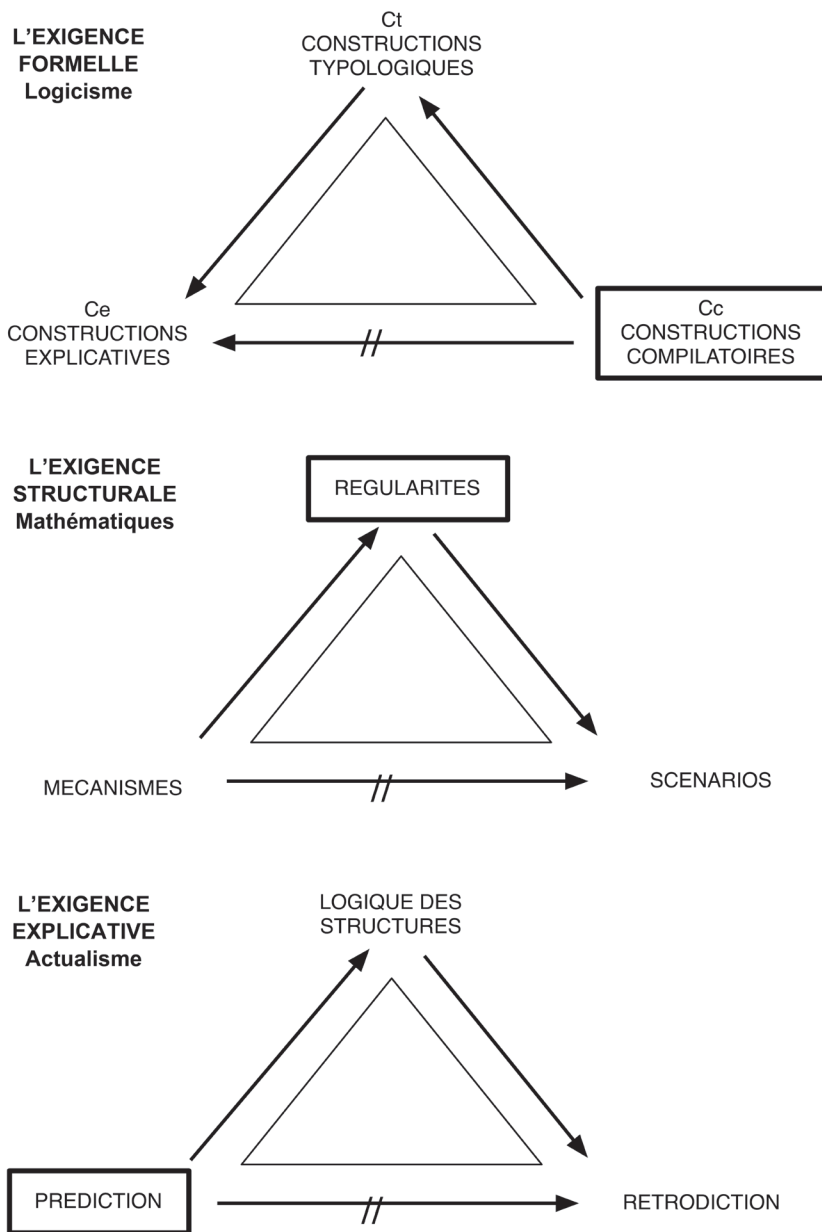 L’EXIGENCE
FORMELLE
Logicisme
Ct
CONSTRUCTIONS
TYPOLOGIQUES
Ce
CONSTRUCTIONS
EXPLICATIVES
Cc
CONSTRUCTIONS
COMPILATOIRES
L’EXIGENCE
STRUCTURALE
Mathématiques
REGULARITES
MECANISMES
SCENARIOS
L’EXIGENCE
EXPLICATIVE
Actualisme
LOGIQUE DES
STRUCTURES
PREDICTION
RETRODICTION